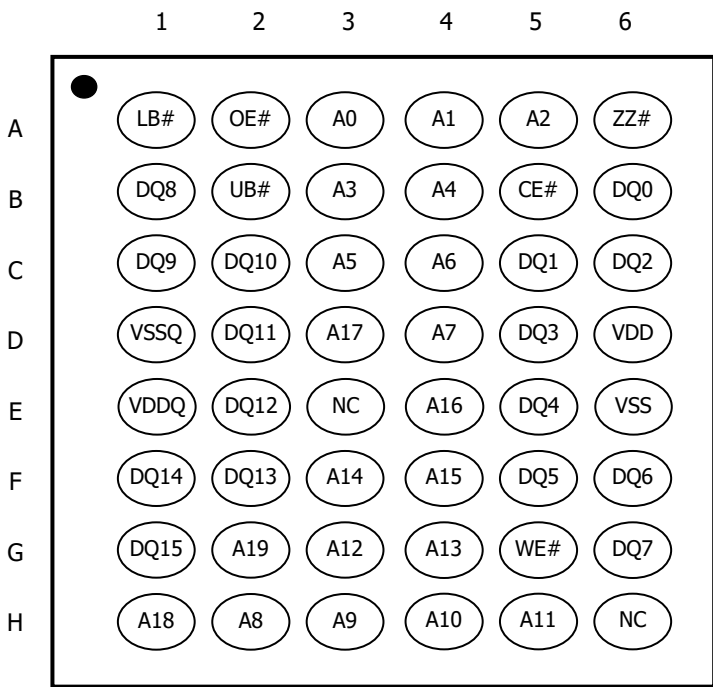 1 2 3 4 5 6
A LB# OE# A0 A1 A2 ZZ#
B DQ8 UB# A3 A4 CE# DQ0
C DQ9 DQ10 A5 A6 DQ1 DQ2
D VSSQ DQ11 A17 A7 DQ3 VDD
E VDDQ DQ12 NC A16 DQ4 VSS
F DQ14 DQ13 A14 A15 DQ5 DQ6
G DQ15 A19 A12 A13 WE# DQ7
H A18 A8 A9 A10 A11 NC